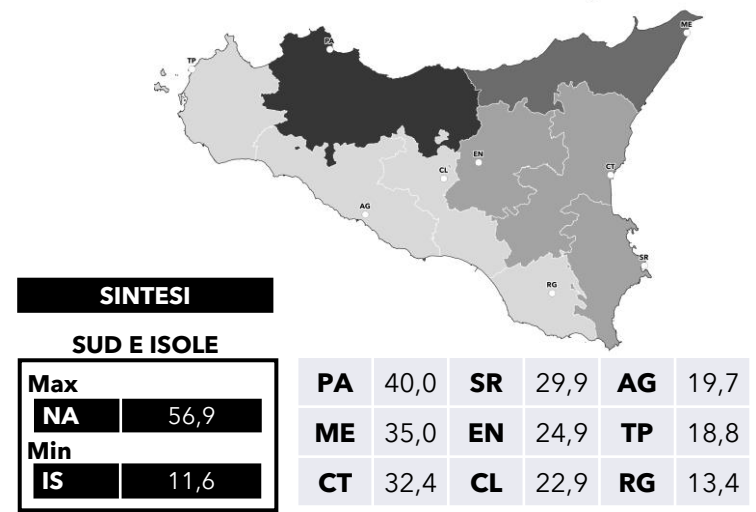 ME
PA
TP
EN
CT
CL
AG
SR
RG
SINTESI
SUD E ISOLE
Max
NA 56,9
Min
IS 11,6
PA 40,0 SR 29,9 AG 19,7
ME 35,0 EN 24,9 TP 18,8
CT 32,4 CL 22,9 RG 13,4